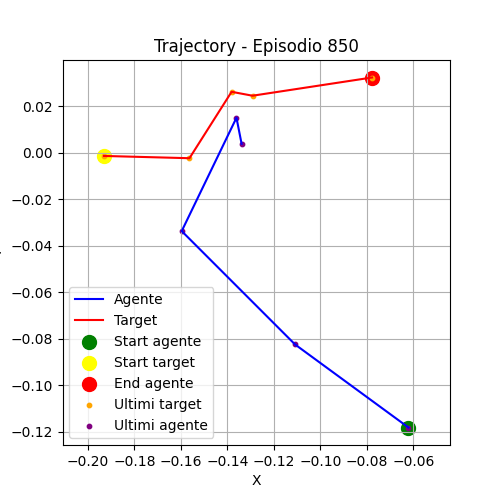 Trajectory - Episodio 850
0.02
0.00
−0.02
−0.04
−0.06
−0.08
−0.10
−0.12
Agente
Target
Start agente
Start target
End agente
Ultimi target
Ultimi agente
−0.20 −0.18 −0.16 −0.14 −0.12 −0.10 −0.08 −0.06
X